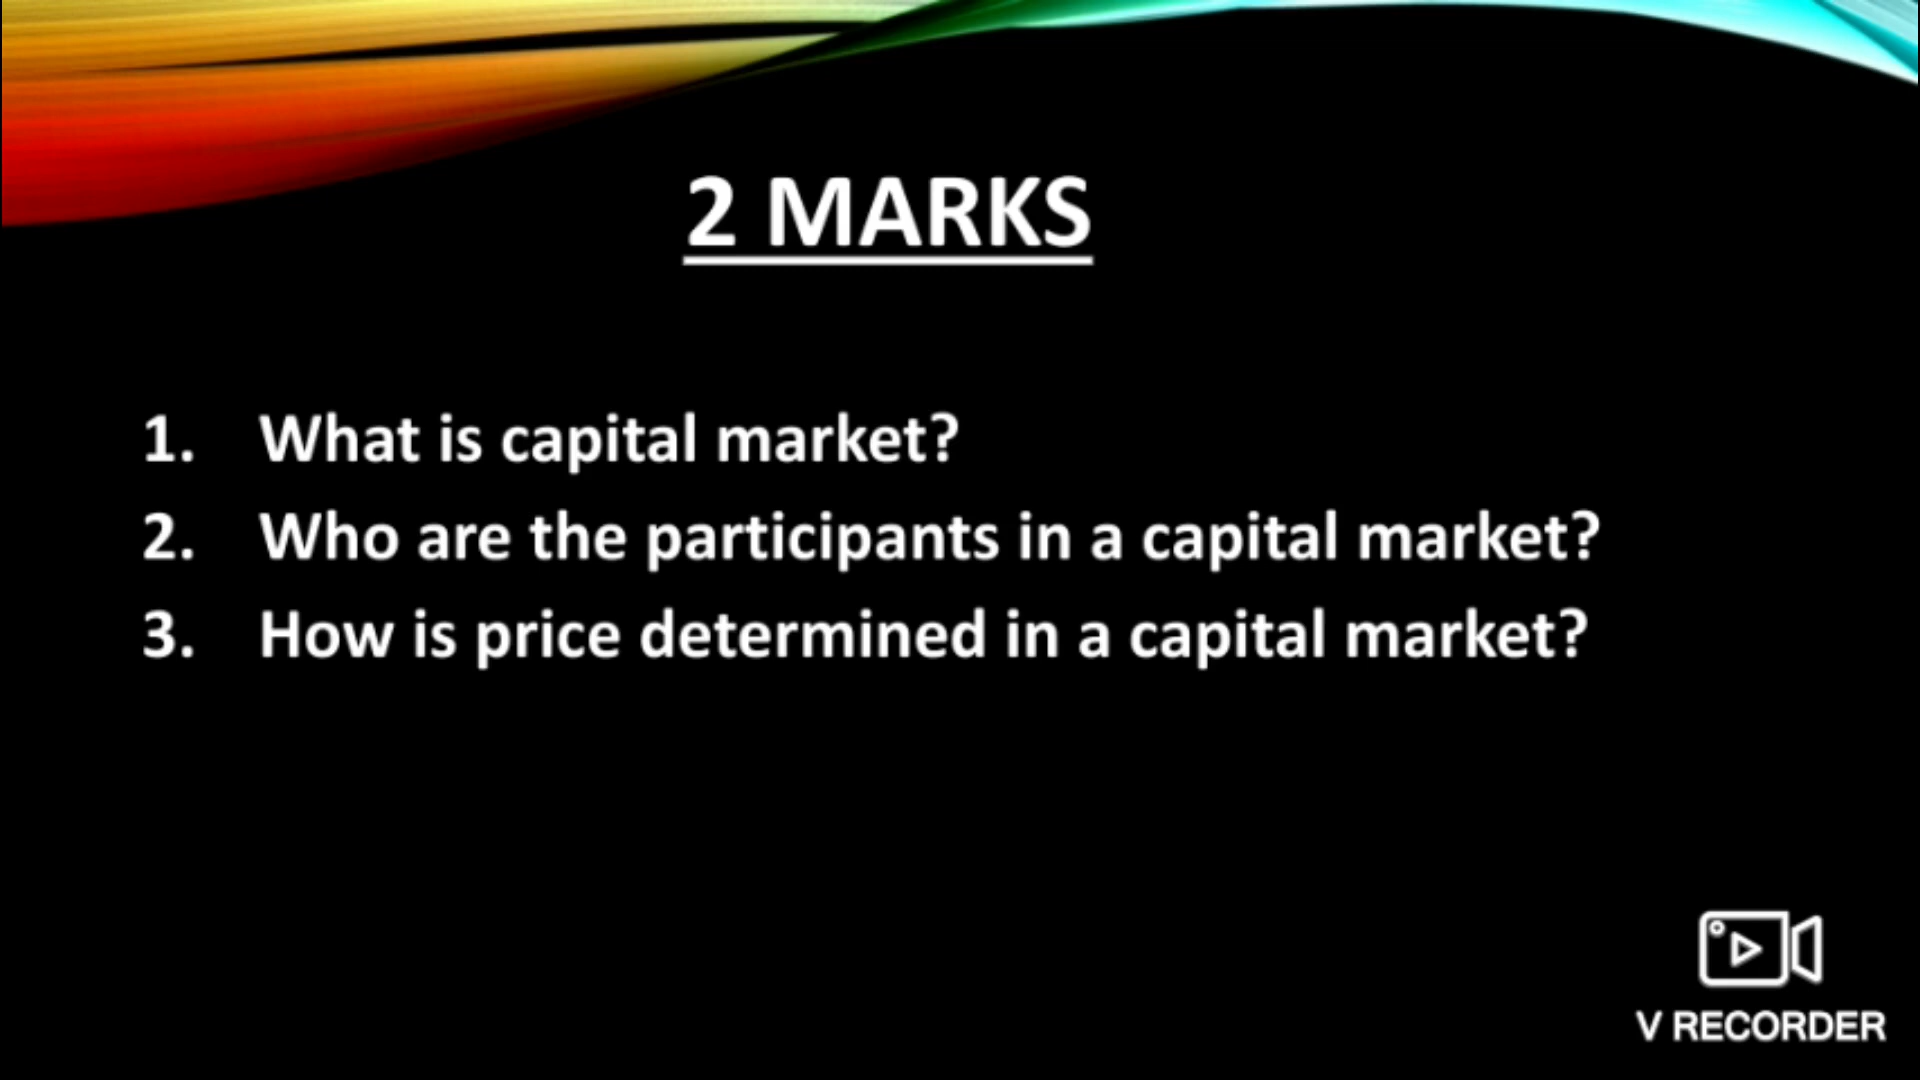 2 MARKS
1. What is capital market?
2. Who are the participants in a capital market?
3. How is price determined in a capital market?
V RECORDER